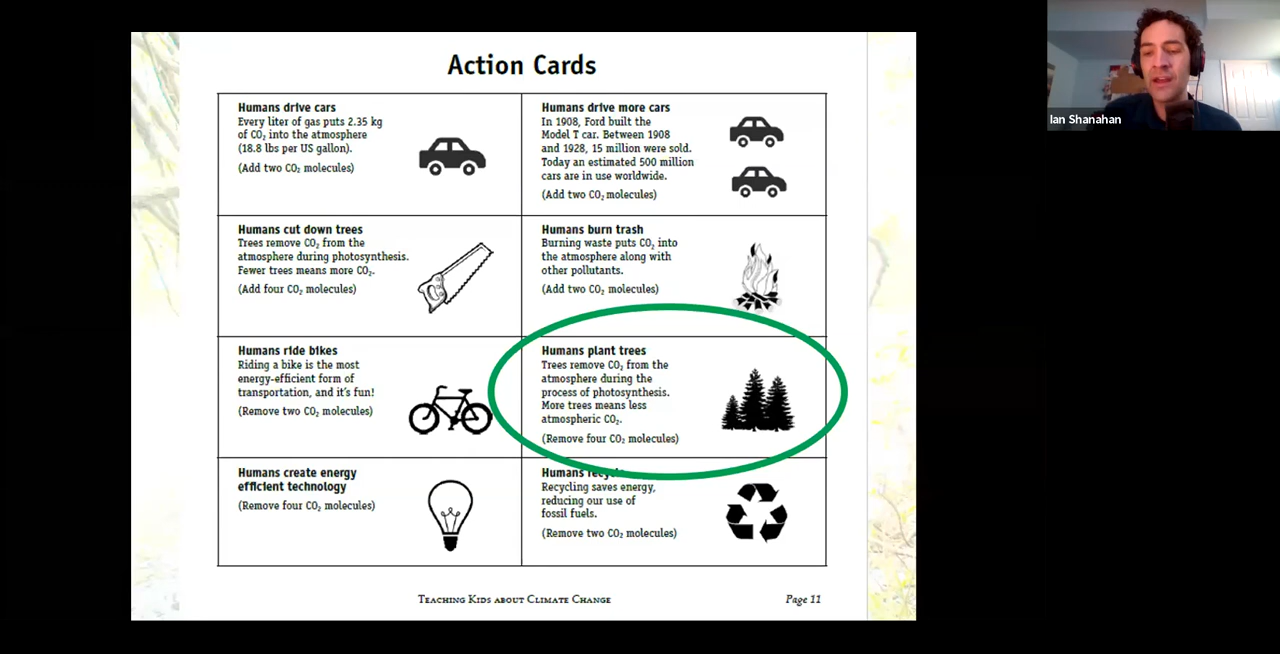 Action Cards
Humans drive cars
Every liter of gas puts 2.35 kg
of CO₂ into the atmosphere
(18.8 lbs per US gallon).
(Add two CO₂ molecules)
Humans drive more cars
In 1908, Ford built the
Model T car. Between 1908
and 1928, 15 million were sold.
Today an estimated 500 million
cars are in use worldwide.
(Add two CO₂ molecules)
Humans cut down trees
Trees remove CO₂ from the
atmosphere during photosynthesis.
Fewer trees means more CO₂.
(Add four CO₂ molecules)
Humans burn trash
Burning waste puts CO₂ into
the atmosphere along with
other pollutants.
(Add two CO₂ molecules)
Humans ride bikes
Riding a bike is the most
energy-efficient form of
transportation, and it's fun!
(Remove two CO₂ molecules)
Humans plant trees
Trees remove CO₂ from the
atmosphere during the
process of photosynthesis.
More trees means less
atmospheric CO₂.
(Remove four CO₂ molecules)
Humans create energy
efficient technology
(Remove four CO₂ molecules)
Humans recycle
Recycling saves energy,
reducing our use of
fossil fuels.
(Remove two CO₂ molecules)
Teaching Kids about Climate Change
Page 11
Ian Shanahan